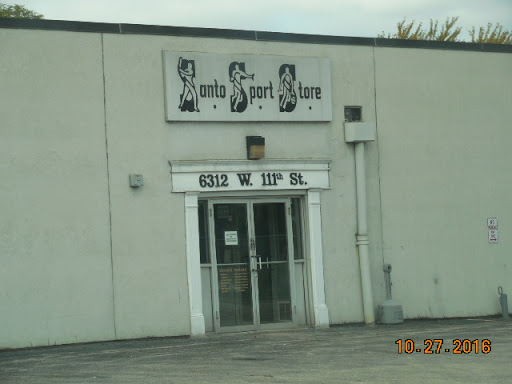 Santo Sport Store
6312 W. 111th St.
10.27.2016